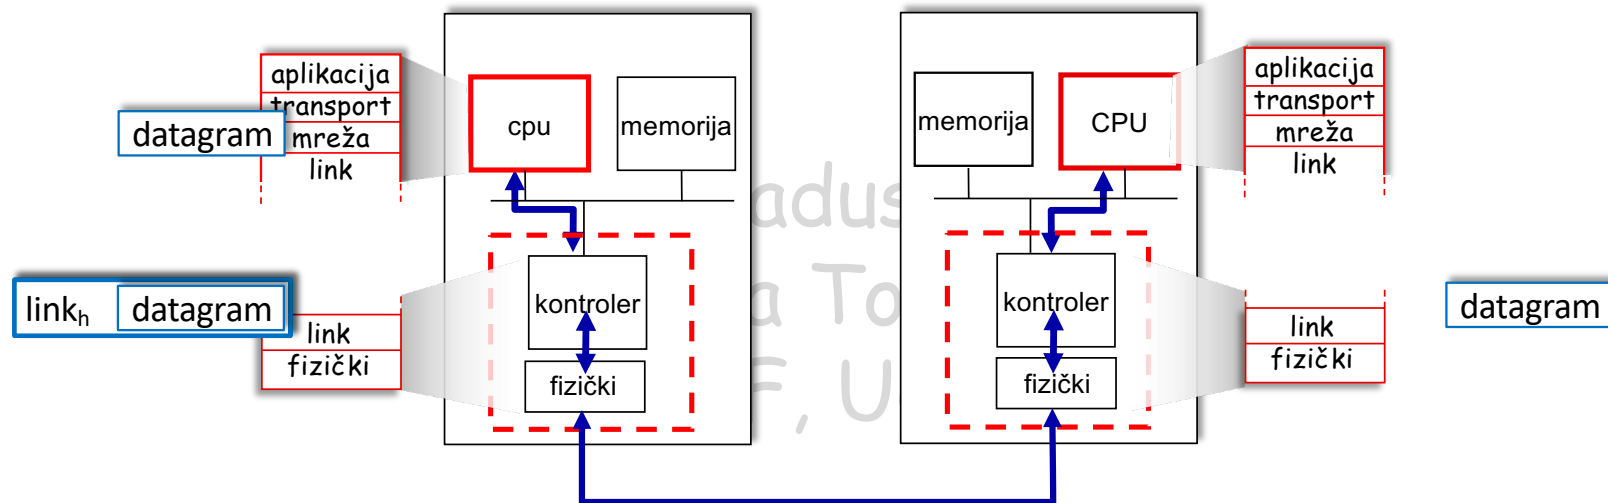 aplikacija
transport
mreža
link
datagram
cpu
memorija
memorija
CPU
aplikacija
transport
mreža
link
link_h datagram
link
fizički
kontroler
fizički
kontroler
fizički
link
fizički
datagram